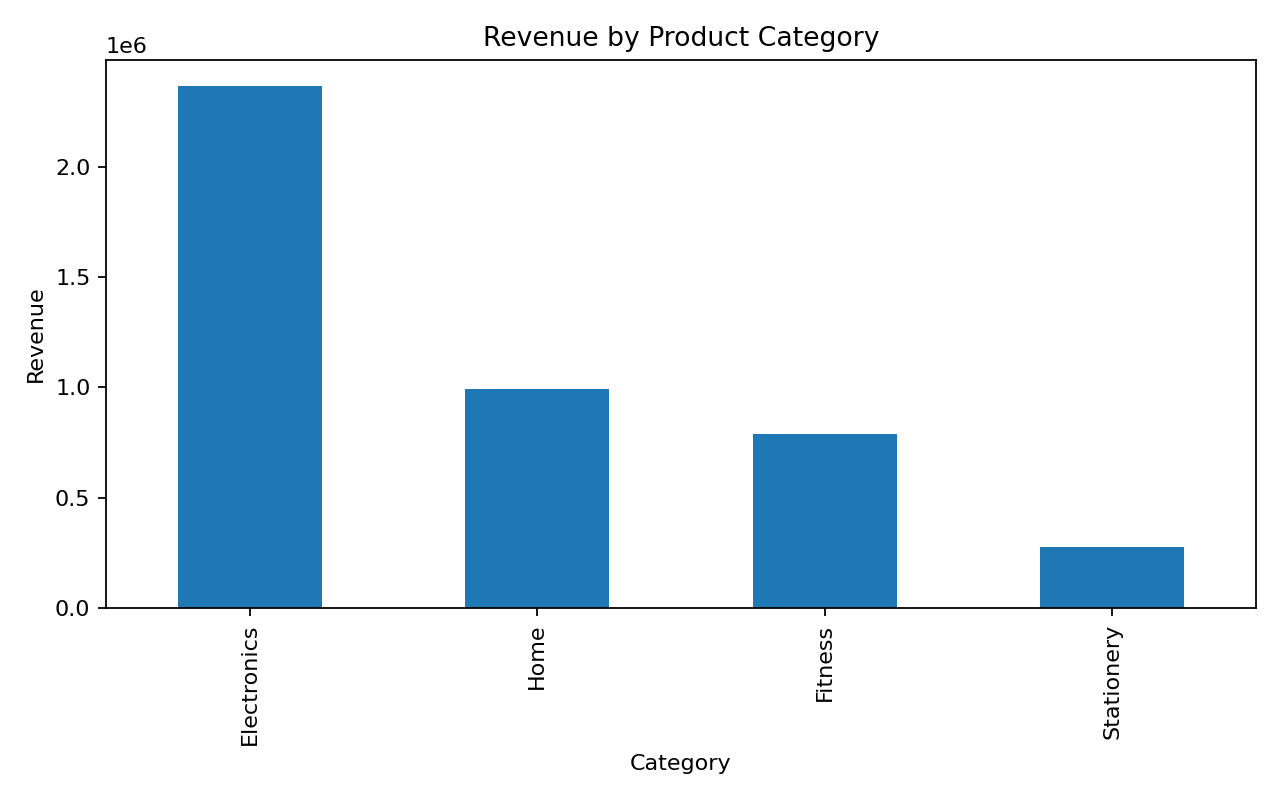 Revenue by Product Category
1e6
2.0
1.5
1.0
0.5
0.0
Revenue
Electronics
Home
Fitness
Stationery
Category